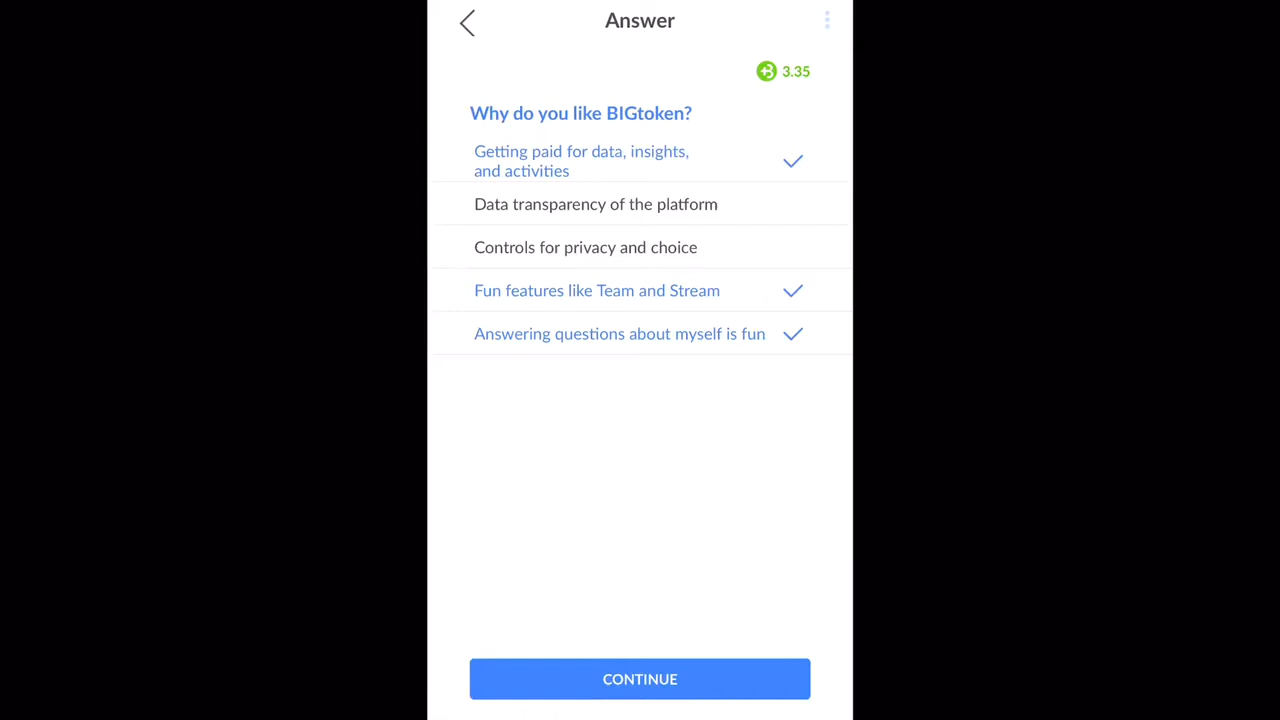 Answer
3.35
Why do you like BIGtoken?
Getting paid for data, insights,
and activities
Data transparency of the platform
Controls for privacy and choice
Fun features like Team and Stream
Answering questions about myself is fun
CONTINUE